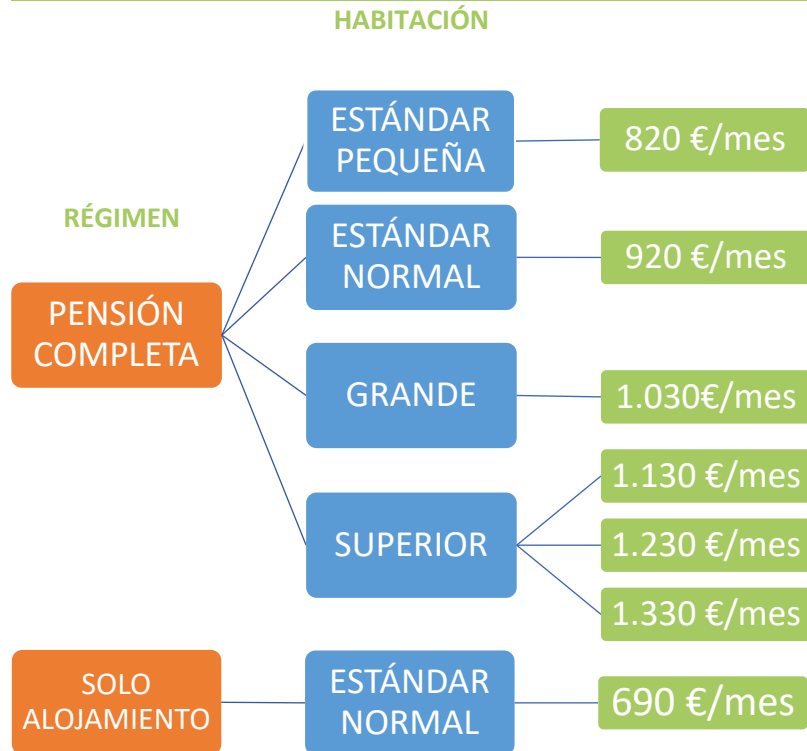 HABITACIÓN
RÉGIMEN
PENSIÓN
COMPLETA
ESTÁNDAR
PEQUEÑA
820 €/mes
ESTÁNDAR
NORMAL
920 €/mes
GRANDE
1.030€/mes
SUPERIOR
1.130 €/mes
1.230 €/mes
1.330 €/mes
SOLO
ALOJAMIENTO
ESTÁNDAR
NORMAL
690 €/mes